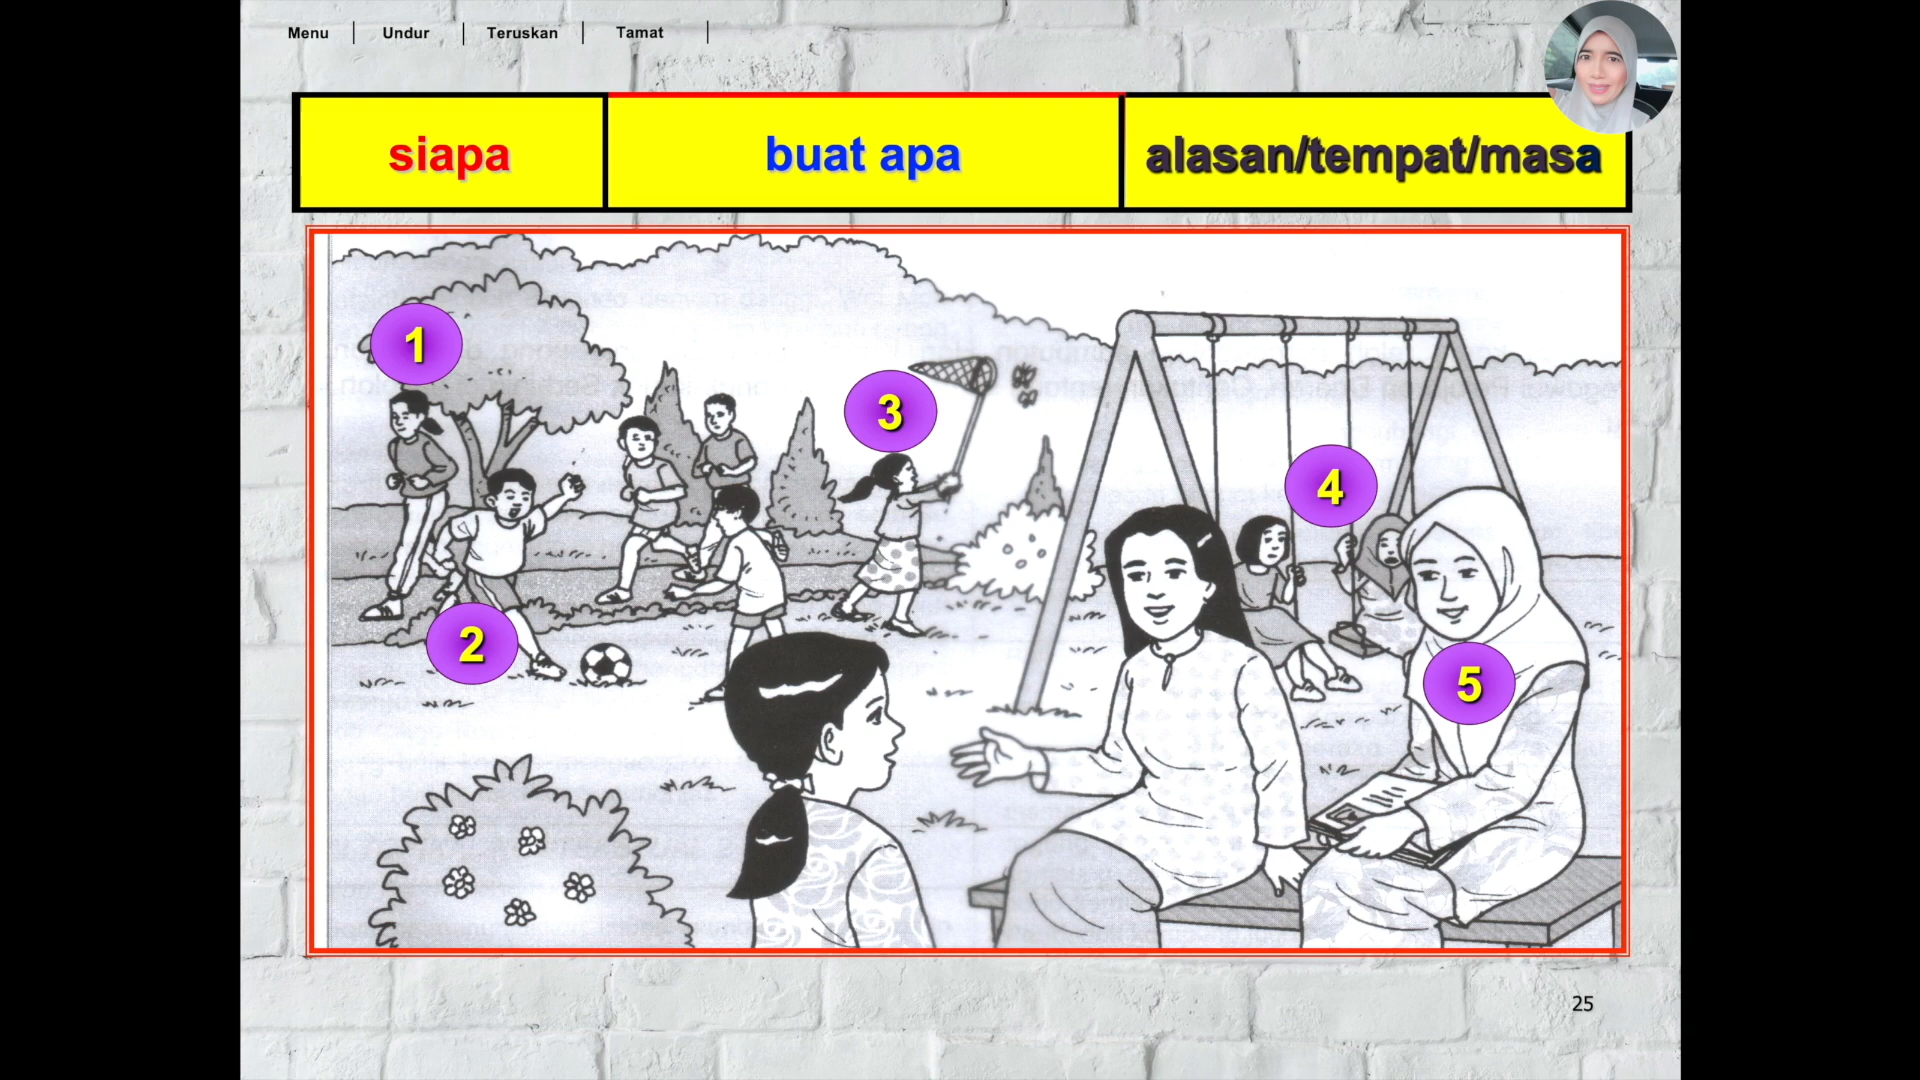 Menu | Undur | Teruskan | Tamat |
siapa
buat apa
alasan/tempat/masa
1
3
4
2
5
25